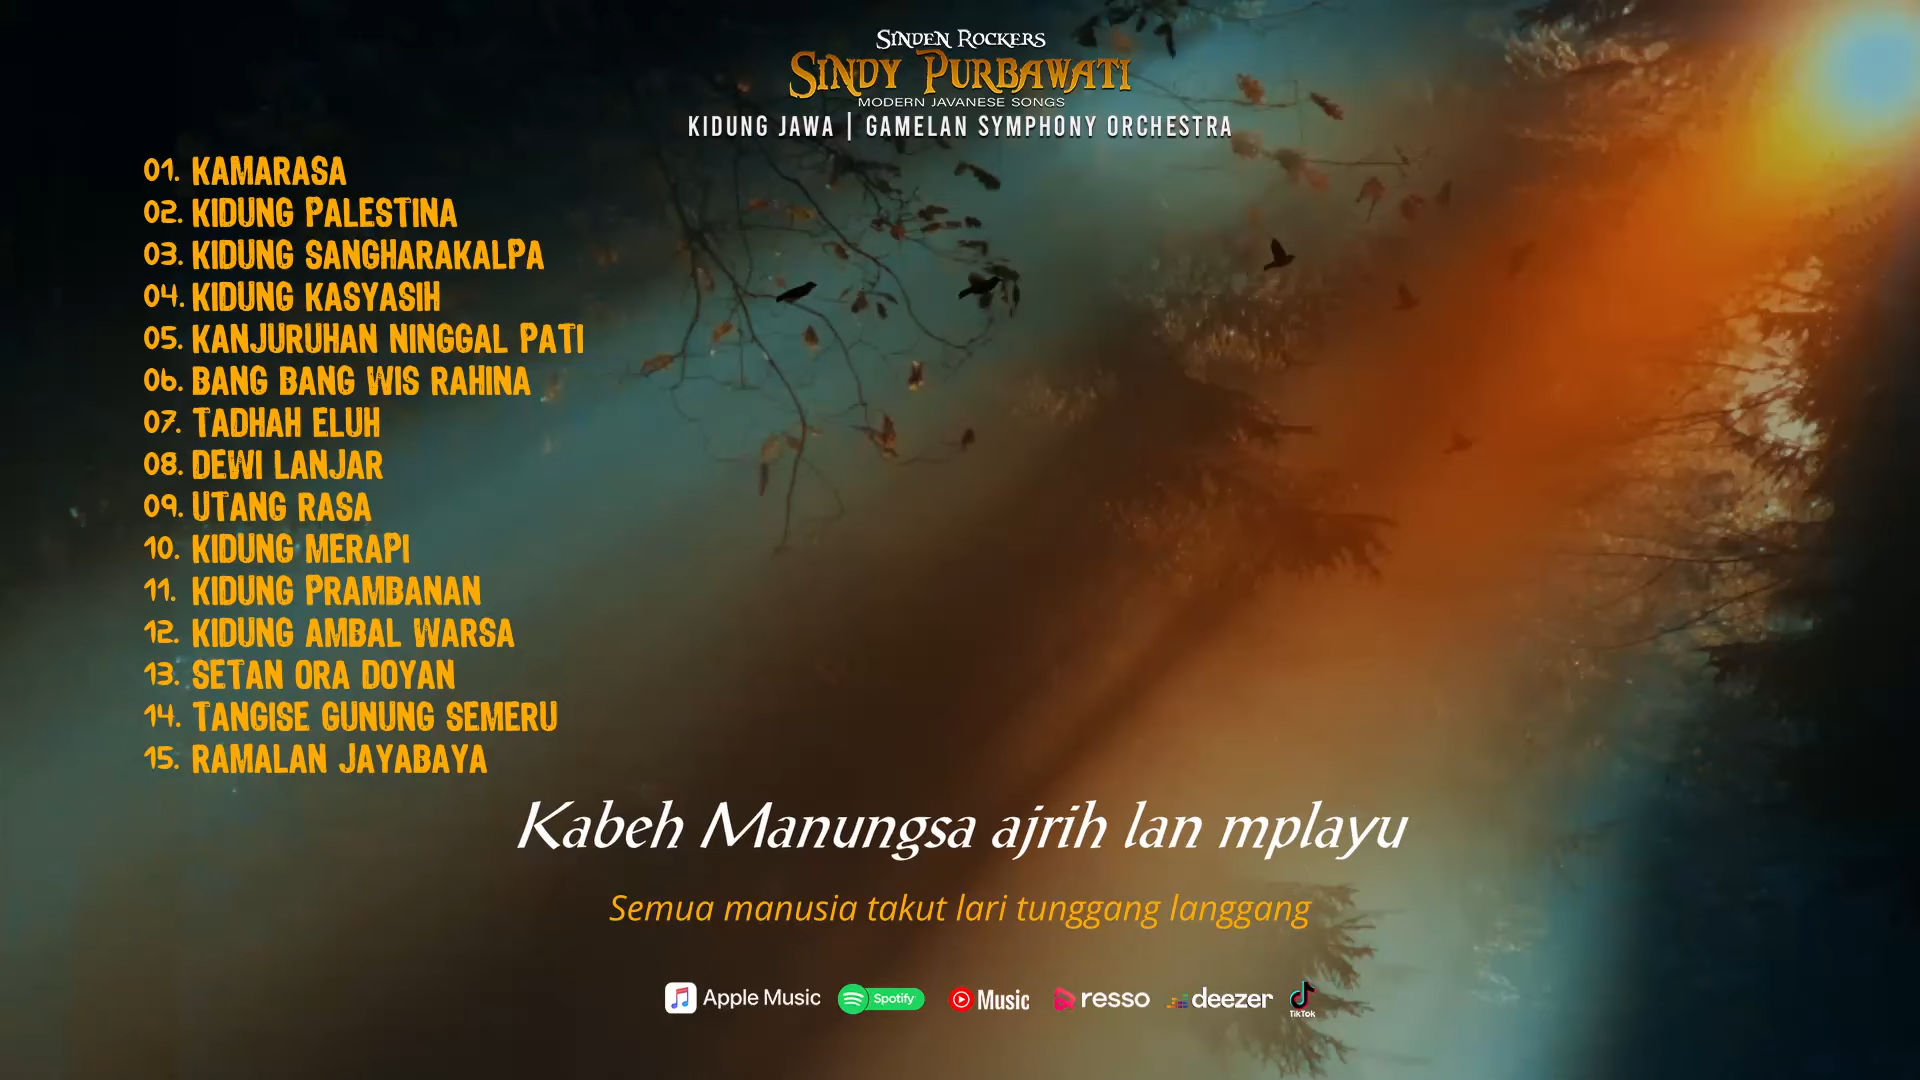 SINDEN ROCKERS
SINDY PURBAWATI
MODERN JAVANESE SONGS
KIDUNG JAWA | GAMELAN SYMPHONY ORCHESTRA
01. KAMARASA
02. KIDUNG PALESTINA
03. KIDUNG SANGHARAKALPA
04. KIDUNG KASYASIH
05. KANJURUHAN NINGGAL PATI
06. BANG BANG WIS RAHINA
07. TADHAH ELUH
08. DEWI LANJAR
09. UTANG RASA
10. KIDUNG MERAPI
11. KIDUNG PRAMBANAN
12. KIDUNG AMBAL WARSA
13. SETAN ORA DOYAN
14. TANGISE GUNUNG SEMERU
15. RAMALAN JAYABAYA
Kabeh Manungsa ajrih lan mplayu
Semua manusia takut lari tunggang langgang
Apple Music Spotify Music resso deezer TikTok